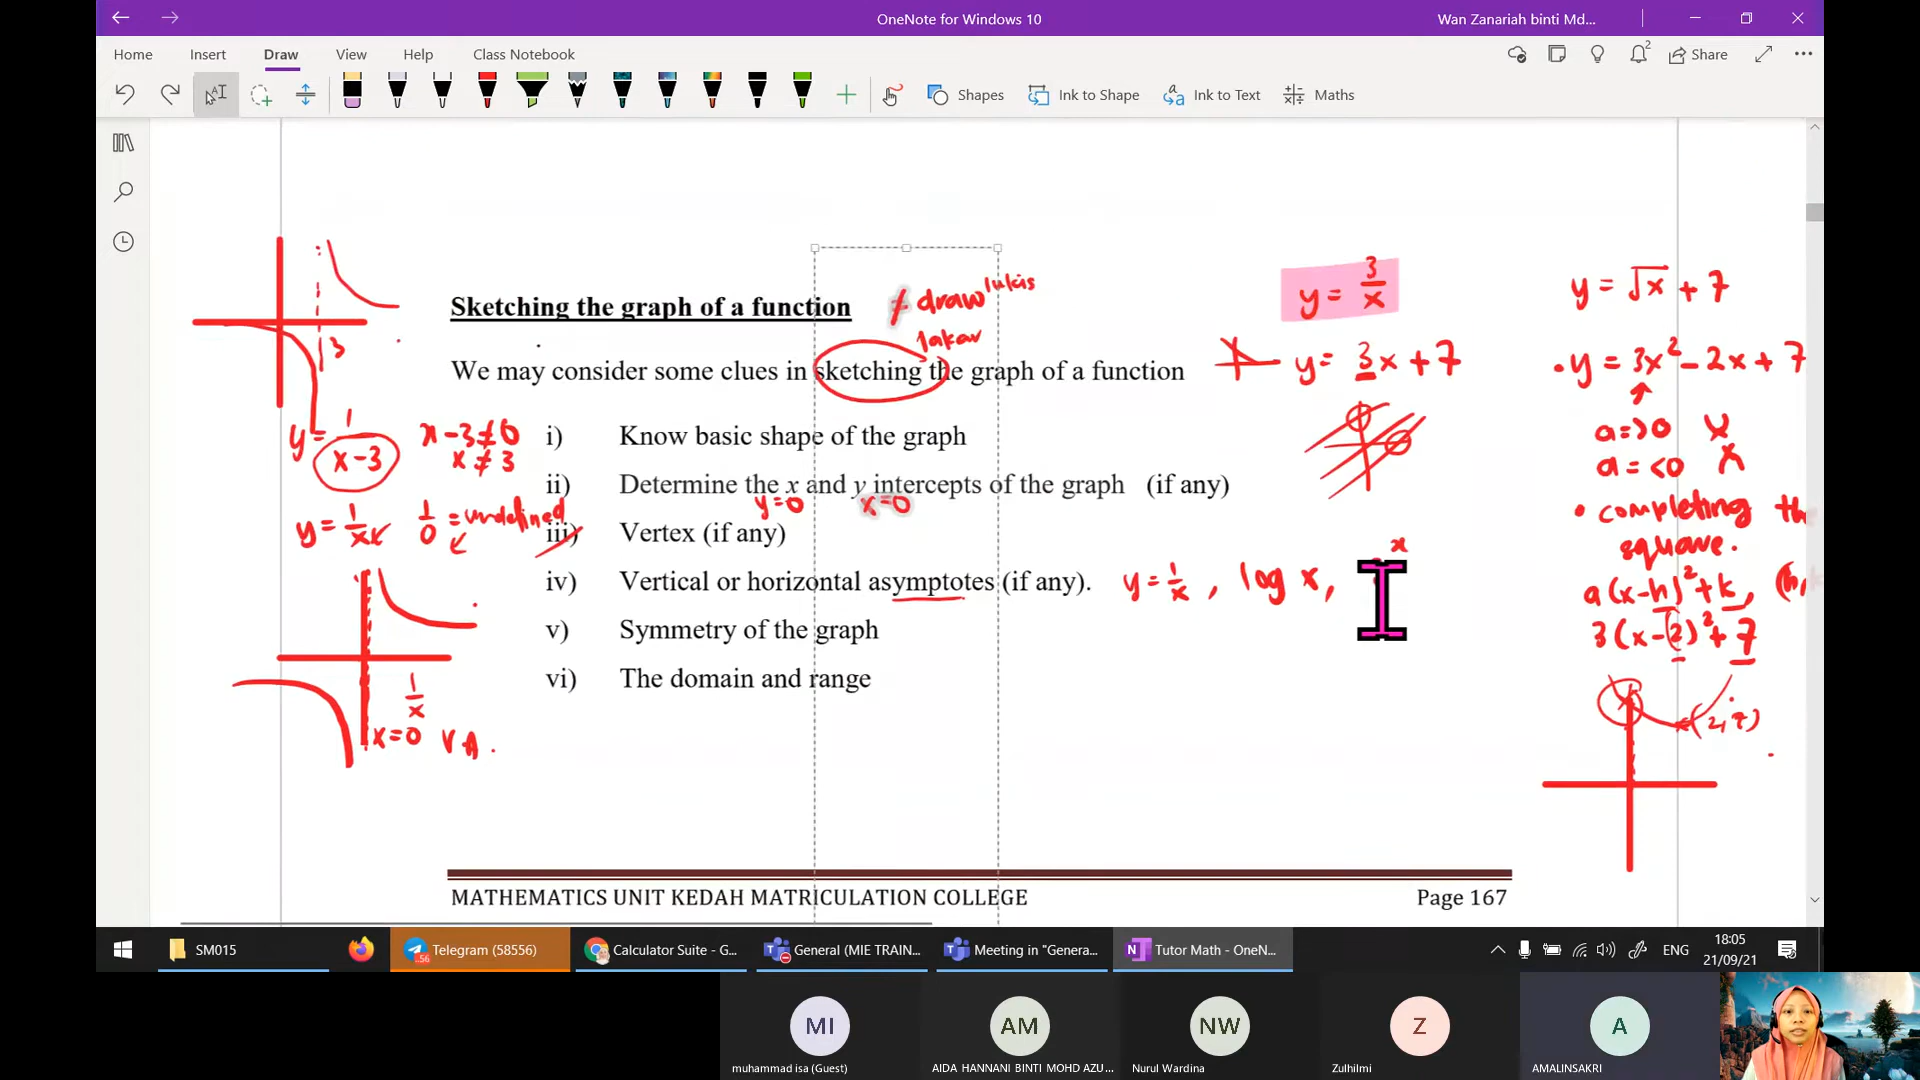 OneNote for Windows 10
Wan Zanariah binti Md...
Home Insert Draw View Help Class Notebook
2
Share
Shapes Ink to Shape Ink to Text Maths
Sketching the graph of a function
≠ draw lukis
lakar
We may consider some clues in sketching the graph of a function
i) Know basic shape of the graph
ii) Determine the x and y intercepts of the graph (if any)
y=0 x=0
iii) Vertex (if any)
iv) Vertical or horizontal asymptotes (if any).
y = 1/x , log x,
x
v) Symmetry of the graph
vi) The domain and range
3
y = 1/(x-3)
x-3≠0
x ≠ 3
y = 1/x
1/0 = undefined
1/x
x=0 VA.
y = 3/x
y = 3x+7
y = √x + 7
y = 3x² - 2x + 7
a => 0
a = <0
• completing the
square.
a(x-h)² + k, (h,
3(x-2)² + 7
(2,7)
MATHEMATICS UNIT KEDAH MATRICULATION COLLEGE Page 167
SM015
Telegram (58556)
56
Calculator Suite - G...
General (MIE TRAIN...
Meeting in "Genera...
Tutor Math - OneN...
ENG
18:05
21/09/21
MI AM NW Z A
muhammad isa (Guest)
AIDA HANNANI BINTI MOHD AZU...
Nurul Wardina
Zulhilmi
AMALINSAKRI